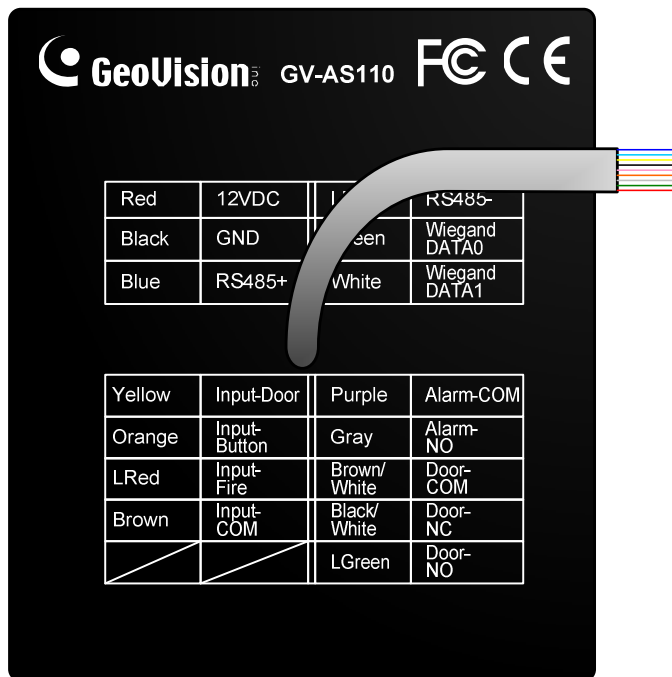 GeoVision inc GV-AS110 FC CE
Red 12VDC RS485-
Black GND Wiegand
DATA0
Blue RS485+ White Wiegand
DATA1
Yellow Input-Door Purple Alarm-COM
Orange Input-
Button Gray Alarm-
NO
LRed Input-
Fire Brown/
White Door-
COM
Brown Input-
COM Black/
White Door-
NC
LGreen Door-
NO